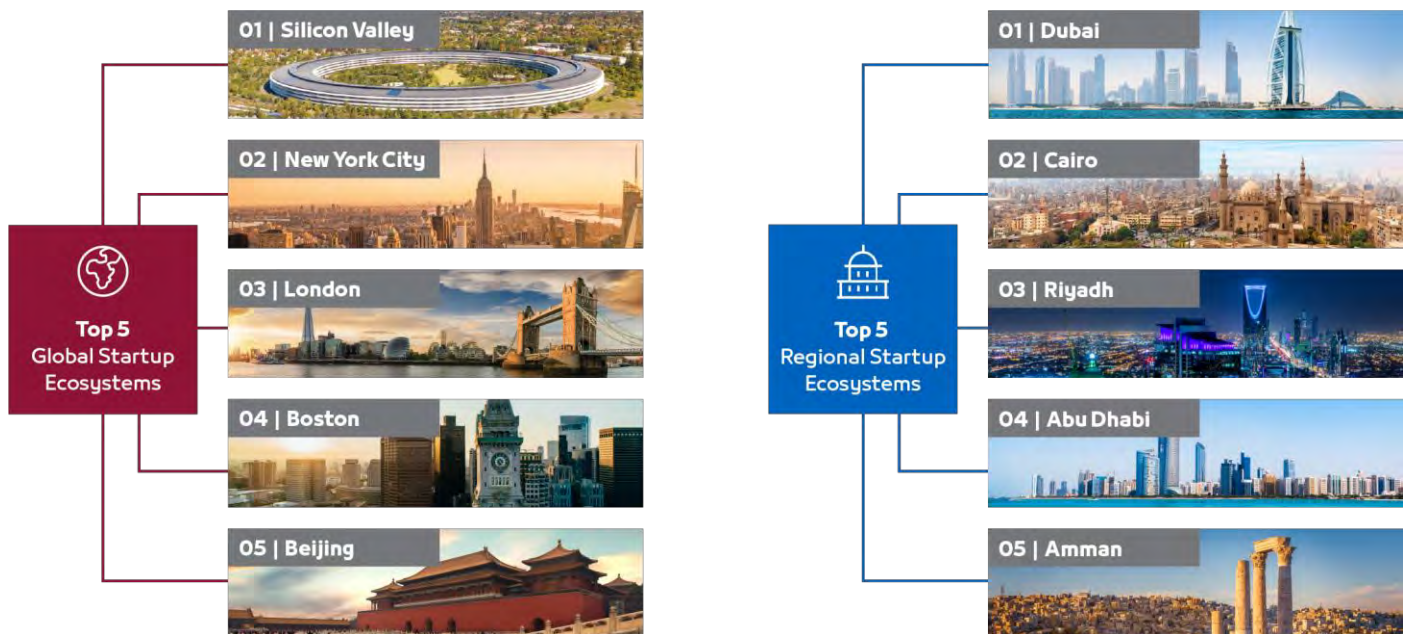 Top 5
Global Startup
Ecosystems
01 | Silicon Valley
02 | New York City
03 | London
04 | Boston
05 | Beijing
Top 5
Regional Startup
Ecosystems
01 | Dubai
02 | Cairo
03 | Riyadh
04 | Abu Dhabi
05 | Amman